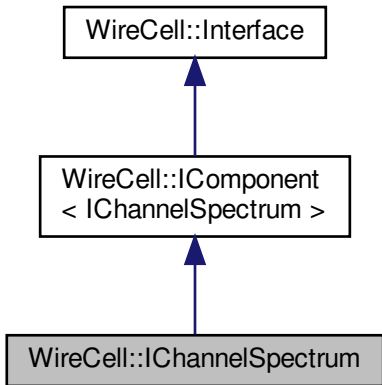 WireCell::Interface
WireCell::IComponent
< IChannelSpectrum >
WireCell::IChannelSpectrum